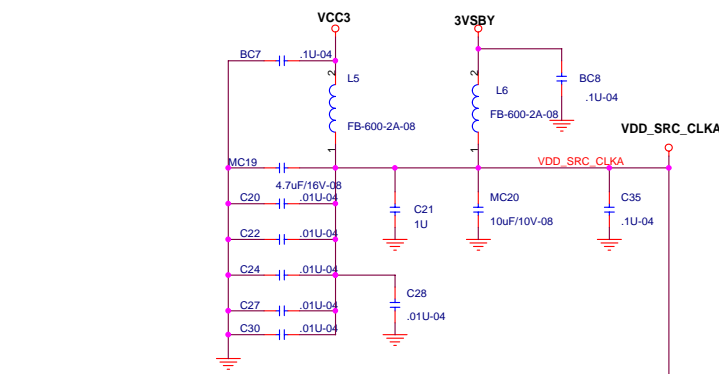 VCC3
3VSBY
BC7
.1U-04
2
L5
FB-600-2A-08
1
2
L6
FB-600-2A-08
1
BC8
.1U-04
VDD_SRC_CLKA
VDD_SRC_CLKA
MC19
4.7uF/16V-08
C20
.01U-04
C21
1U
MC20
10uF/10V-08
C35
.1U-04
C22
.01U-04
C24
.01U-04
C28
.01U-04
C27
.01U-04
C30
.01U-04